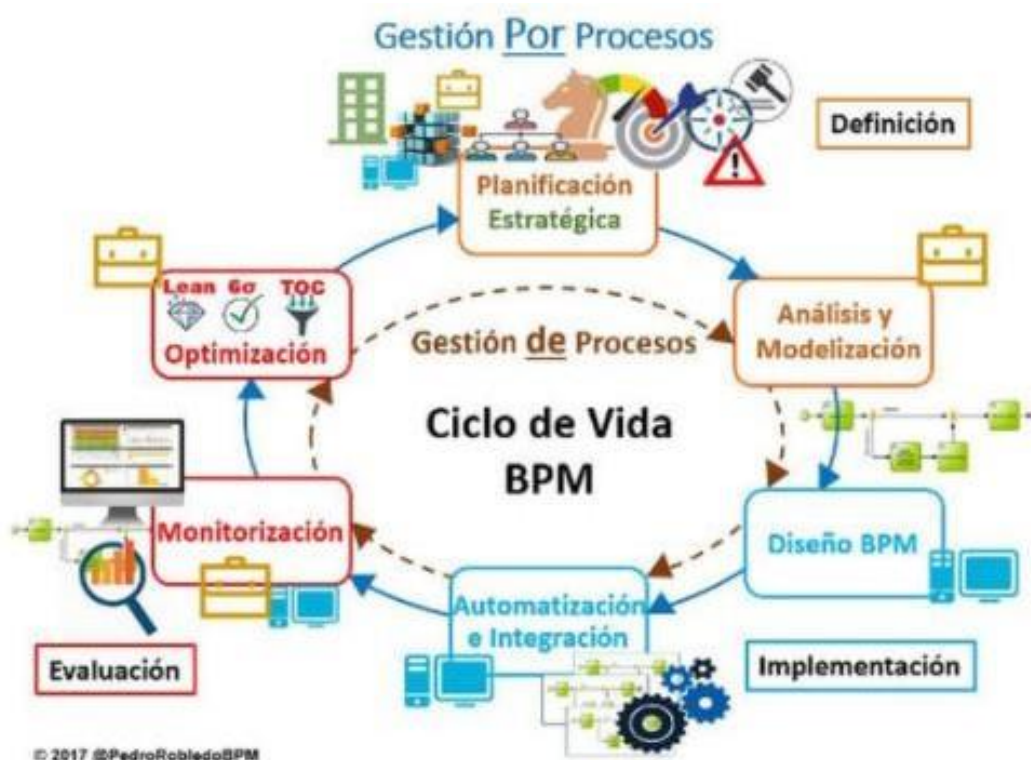 Gestión Por Procesos
Definición
Planificación
Estratégica
Lean 6σ TOC
Optimización
Análisis y
Modelización
Gestión de Procesos
Ciclo de Vida
BPM
Monitorización
Diseño BPM
Automatización
e Integración
Evaluación
Implementación
© 2017 @PedroRobledoBPM